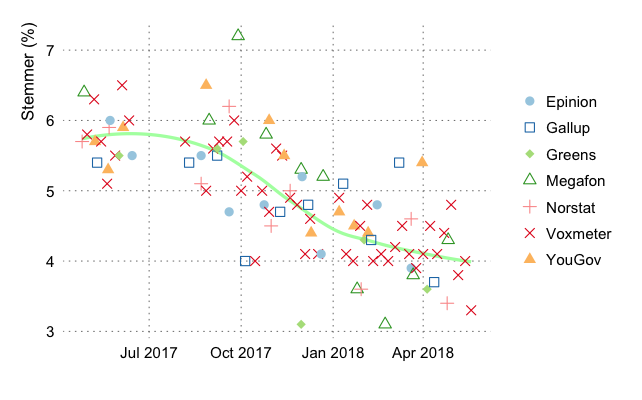 Stemmer (%)
7
6
5
4
3
Jul 2017
Oct 2017
Jan 2018
Apr 2018
Epinion
Gallup
Greens
Megafon
Norstat
Voxmeter
YouGov